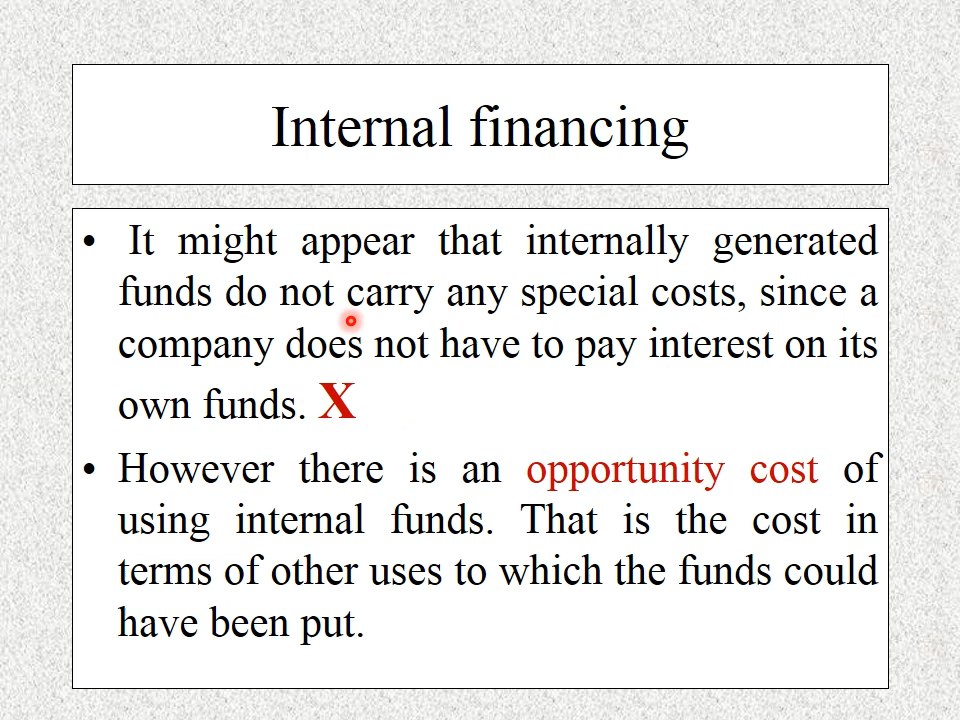 Internal financing
• It might appear that internally generated
funds do not carry any special costs, since a
company does not have to pay interest on its
own funds. X
• However there is an opportunity cost of
using internal funds. That is the cost in
terms of other uses to which the funds could
have been put.